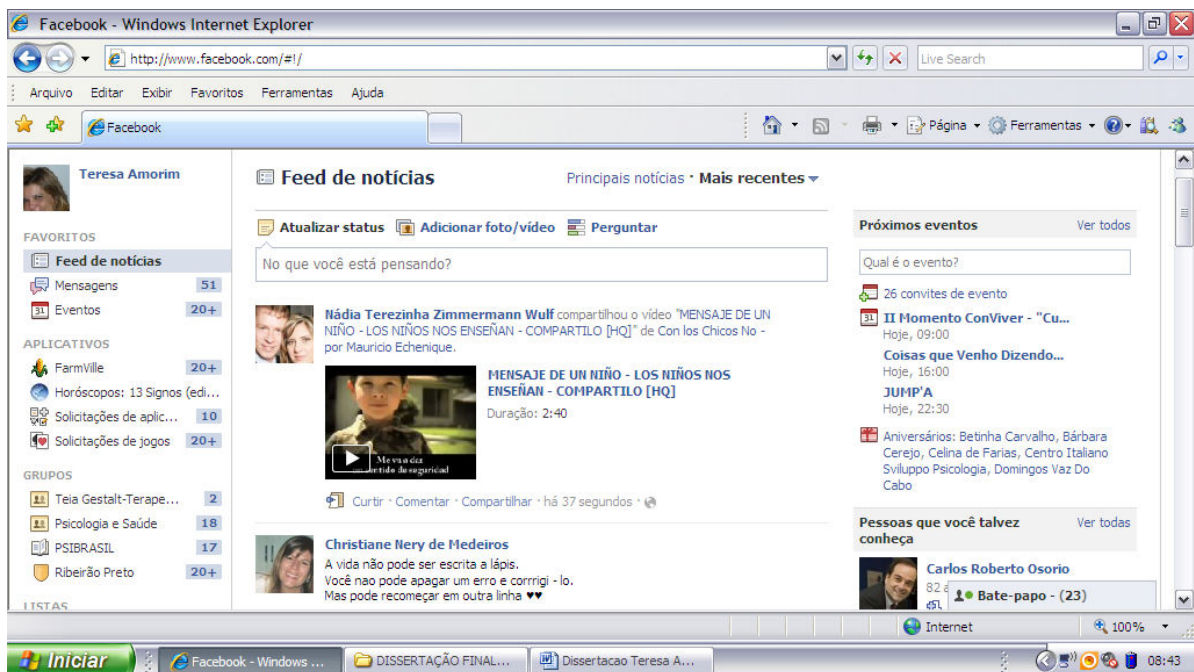 Facebook - Windows Internet Explorer
http://www.facebook.com/#!/
Live Search
Arquivo Editar Exibir Favoritos Ferramentas Ajuda
Facebook
Página Ferramentas
Teresa Amorim
FAVORITOS
Feed de notícias
Mensagens 51
Eventos 20+
APLICATIVOS
FarmVille 20+
Horóscopos: 13 Signos (edi...
Solicitações de aplic... 10
Solicitações de jogos 20+
GRUPOS
Teia Gestalt-Terape... 2
Psicologia e Saúde 18
PSIBRASIL 17
Ribeirão Preto 20+
LISTAS
Feed de notícias
Principais notícias · Mais recentes
Atualizar status Adicionar foto/vídeo Perguntar
No que você está pensando?
Nádia Terezinha Zimmermann Wulf compartilhou o vídeo "MENSAJE DE UN
NIÑO - LOS NIÑOS NOS ENSEÑAN - COMPARTILO [HQ]" de Con los Chicos No -
por Mauricio Echenique.
MENSAJE DE UN NIÑO - LOS NIÑOS NOS
ENSEÑAN - COMPARTILO [HQ]
Duração: 2:40
Me va a dar
un sentido de seguridad
Curtir · Comentar · Compartilhar · há 37 segundos ·
Christiane Nery de Medeiros
A vida não pode ser escrita a lápis.
Você nao pode apagar um erro e corrrigi - lo.
Mas pode recomeçar em outra linha ♥♥
Próximos eventos Ver todos
Qual é o evento?
26 convites de evento
31 II Momento ConViver - "Cu...
Hoje, 09:00
Coisas que Venho Dizendo...
Hoje, 16:00
JUMP'A
Hoje, 22:30
Aniversários: Betinha Carvalho, Bárbara
Cerejo, Celina de Farias, Centro Italiano
Sviluppo Psicologia, Domingos Vaz Do
Cabo
Pessoas que você talvez
conheça
Ver todas
Carlos Roberto Osorio
82
Bate-papo - (23)
Internet 100%
Iniciar
Facebook - Windows ...
DISSERTAÇÃO FINAL...
Dissertacao Teresa A...
08:43